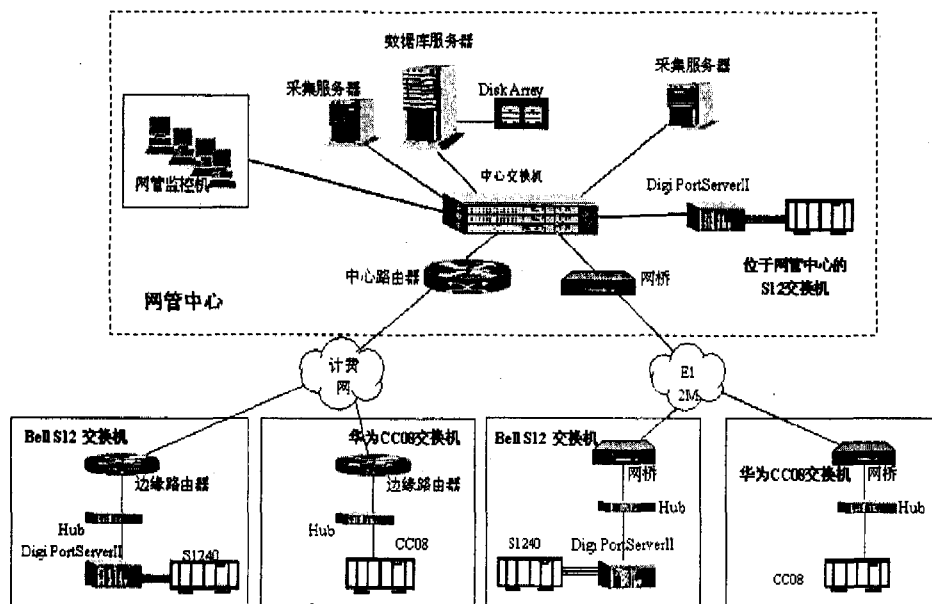 数据库服务器
采集服务器
采集服务器
Disk Array
网管监控机
中心交换机
Digi PortServerII
中心路由器
网桥
位于网管中心的
S12交换机
网管中心
计费
网
E1
2M
Bell S12 交换机
华为CC08交换机
Bell S12 交换机
华为CC08交换机
边缘路由器
边缘路由器
网桥
网桥
Hub
Hub
Hub
Hub
Digi PortServerII
S1240
CC08
S1240
Digi PortServerII
CC08